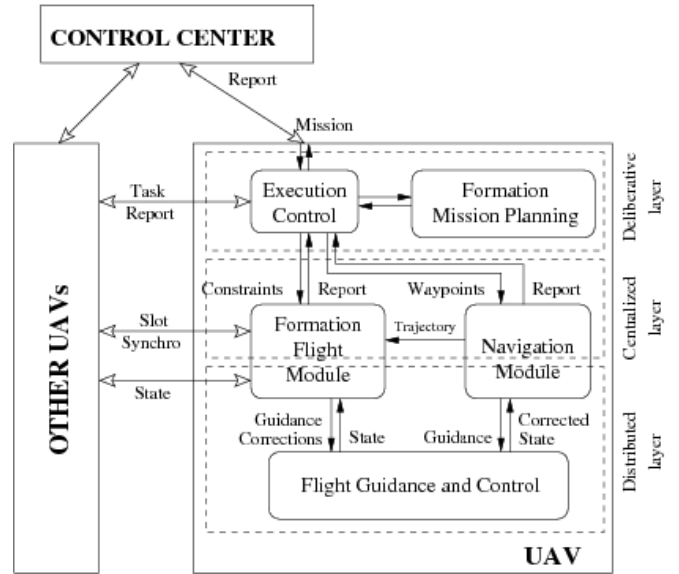 CONTROL CENTER
Report
Mission
Execution
Control
Formation
Mission Planning
Deliberative
layer
Task
Report
Constraints
Report
Waypoints
Report
Centralized
layer
Slot
Synchro
Formation
Flight
Module
Trajectory
Navigation
Module
State
OTHER UAVs
Guidance
Corrections
State
Guidance
Corrected
State
Distributed
layer
Flight Guidance and Control
UAV